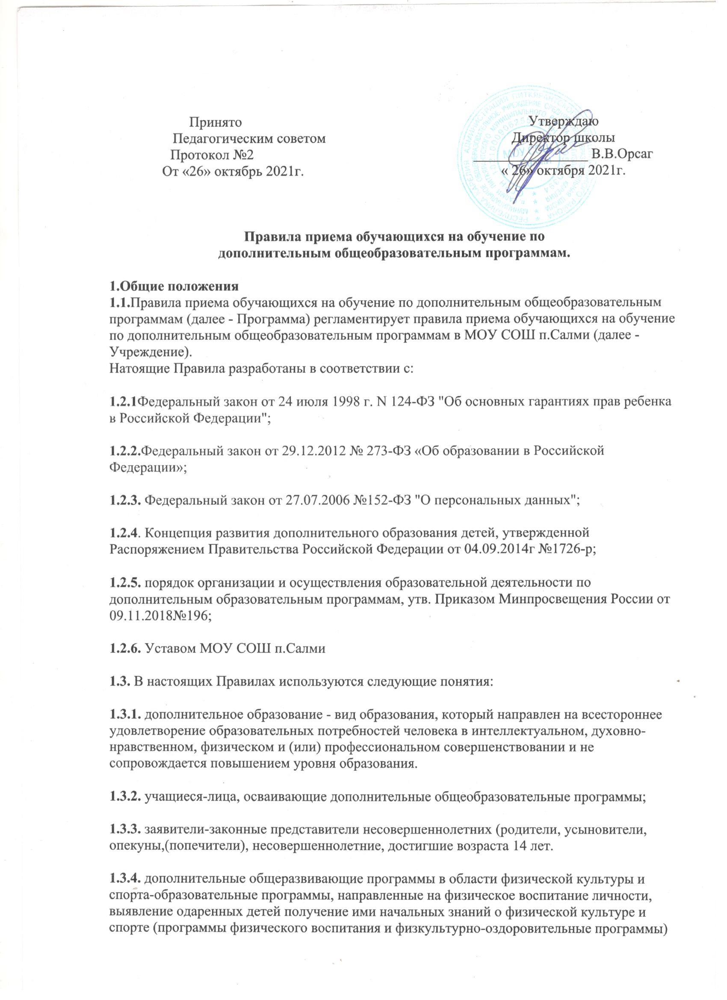 Принято
Педагогическим советом
Протокол №2
От «26» октябрь 2021г.
Утверждаю
Директор школы
В.В.Орсаг
« 26» октября 2021г.
Правила приема обучающихся на обучение по
дополнительным общеобразовательным программам.
1.Общие положения
1.1.Правила приема обучающихся на обучение по дополнительным общеобразовательным
программам (далее - Программа) регламентирует правила приема обучающихся на обучение
по дополнительным общеобразовательным программам в МОУ СОШ п.Салми (далее -
Учреждение).
Натоящие Правила разработаны в соответствии с:
1.2.1Федеральный закон от 24 июля 1998 г. N 124-ФЗ "Об основных гарантиях прав ребенка
в Российской Федерации";
1.2.2.Федеральный закон от 29.12.2012 № 273-ФЗ «Об образовании в Российской
Федерации»;
1.2.3. Федеральный закон от 27.07.2006 №152-ФЗ "О персональных данных";
1.2.4. Концепция развития дополнительного образования детей, утвержденной
Распоряжением Правительства Российской Федерации от 04.09.2014г №1726-р;
1.2.5. порядок организации и осуществления образовательной деятельности по
дополнительным образовательным программам, утв. Приказом Минпросвещения России от
09.11.2018№196;
1.2.6. Уставом МОУ СОШ п.Салми
1.3. В настоящих Правилах используются следующие понятия:
1.3.1. дополнительное образование - вид образования, который направлен на всестороннее
удовлетворение образовательных потребностей человека в интеллектуальном, духовно-
нравственном, физическом и (или) профессиональном совершенствовании и не
сопровождается повышением уровня образования.
1.3.2. учащиеся-лица, осваивающие дополнительные общеобразовательные программы;
1.3.3. заявители-законные представители несовершеннолетних (родители, усыновители,
опекуны,(попечители), несовершеннолетние, достигшие возраста 14 лет.
1.3.4. дополнительные общеразвивающие программы в области физической культуры и
спорта-образовательные программы, направленные на физическое воспитание личности,
выявление одаренных детей получение ими начальных знаний о физической культуре и
спорте (программы физического воспитания и физкультурно-оздоровительные программы)